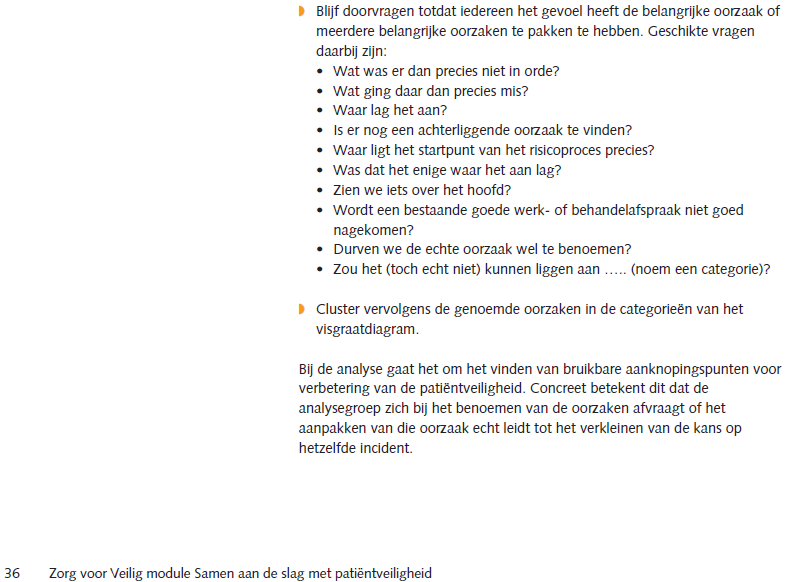 Blijf doorvragen totdat iedereen het gevoel heeft de belangrijke oorzaak of
meerdere belangrijke oorzaken te pakken te hebben. Geschikte vragen
daarbij zijn:
• Wat was er dan precies niet in orde?
• Wat ging daar dan precies mis?
• Waar lag het aan?
• Is er nog een achterliggende oorzaak te vinden?
• Waar ligt het startpunt van het risicoproces precies?
• Was dat het enige waar het aan lag?
• Zien we iets over het hoofd?
• Wordt een bestaande goede werk- of behandelafspraak niet goed
nagekomen?
• Durven we de echte oorzaak wel te benoemen?
• Zou het (toch echt niet) kunnen liggen aan ..... (noem een categorie)?
Cluster vervolgens de genoemde oorzaken in de categorieën van het
visgraatdiagram.
Bij de analyse gaat het om het vinden van bruikbare aanknopingspunten voor
verbetering van de patiëntveiligheid. Concreet betekent dit dat de
analysegroep zich bij het benoemen van de oorzaken afvraagt of het
aanpakken van die oorzaak echt leidt tot het verkleinen van de kans op
hetzelfde incident.
36 Zorg voor Veilig module Samen aan de slag met patiëntveiligheid